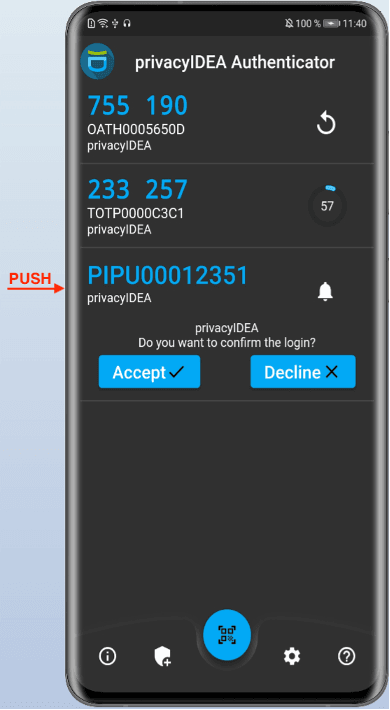 100 % 11:40
privacyIDEA Authenticator
755 190
OATH0005650D
privacyIDEA
233 257
TOTP0000C3C1
privacyIDEA
57
PUSH
PIPU00012351
privacyIDEA
privacyIDEA
Do you want to confirm the login?
Accept
Decline